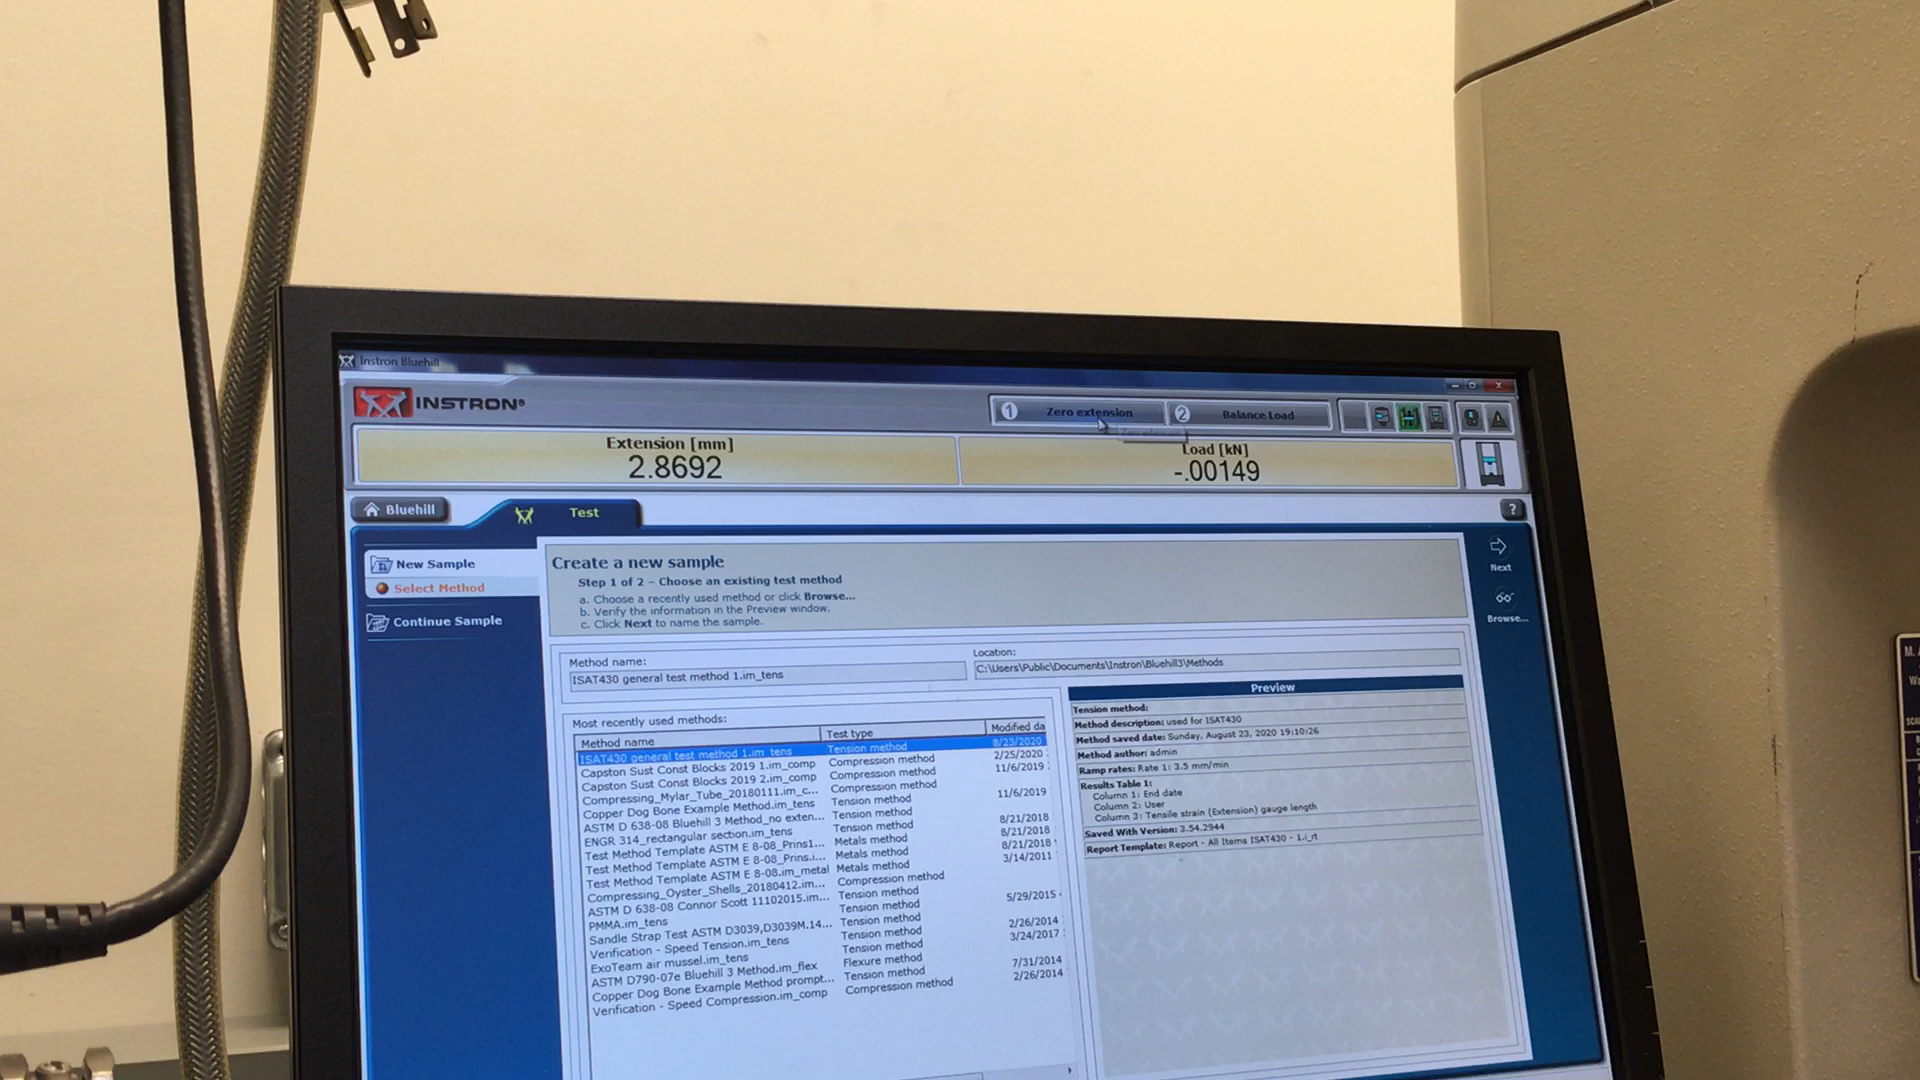 Instron Bluehill
INSTRON®
1 Zero extension
2 Balance Load
Extension [mm]
2.8692
Load [kN]
-.00149
Bluehill
Test
?
New Sample
Select Method
Continue Sample
Create a new sample
Step 1 of 2 – Choose an existing test method
a. Choose a recently used method or click Browse...
b. Verify the information in the Preview window.
c. Click Next to name the sample.
Next
Browse...
Method name:
ISAT430 general test method 1.im_tens
Location:
C:\Users\Public\Documents\Instron\Bluehill3\Methods
Most recently used methods:
Method name Test type Modified da
ISAT430 general test method 1.im_tens Tension method 8/23/2020
Capston Sust Const Blocks 2019 1.im_comp Compression method 2/25/2020
Capston Sust Const Blocks 2019 2.im_comp Compression method 11/6/2019
Compressing_Mylar_Tube_20180111.im_c... Compression method
Copper Dog Bone Example Method.im_tens Tension method 11/6/2019
ASTM D 638-08 Bluehill 3 Method_no exten... Tension method
ENGR 314_rectangular section.im_tens Tension method 8/21/2018
Test Method Template ASTM E 8-08_Prins1... Metals method 8/21/2018
Test Method Template ASTM E 8-08_Prins.i... Metals method 8/21/2018
Test Method Template ASTM E 8-08.im_metal Metals method 3/14/2011
Compressing_Oyster_Shells_20180412.im... Compression method
ASTM D 638-08 Connor Scott 11102015.im... Tension method
PMMA.im_tens Tension method 5/29/2015
Sandle Strap Test ASTM D3039,D3039M.14... Tension method
Verification - Speed Tension.im_tens Tension method 2/26/2014
ExoTeam air mussel.im_tens Tension method 3/24/2017
ASTM D790-07e Bluehill 3 Method.im_flex Flexure method
Copper Dog Bone Example Method prompt... Tension method 7/31/2014
Verification - Speed Compression.im_comp Compression method 2/26/2014
Preview
Tension method:
Method description: used for ISAT430
Method saved date: Sunday, August 23, 2020 19:10:26
Method author: admin
Ramp rates: Rate 1: 3.5 mm/min
Results Table 1:
Column 1: End date
Column 2: User
Column 3: Tensile strain (Extension) gauge length
Saved With Version: 3.54.2944
Report Template: Report - All Items ISAT430 - 1.i_rt